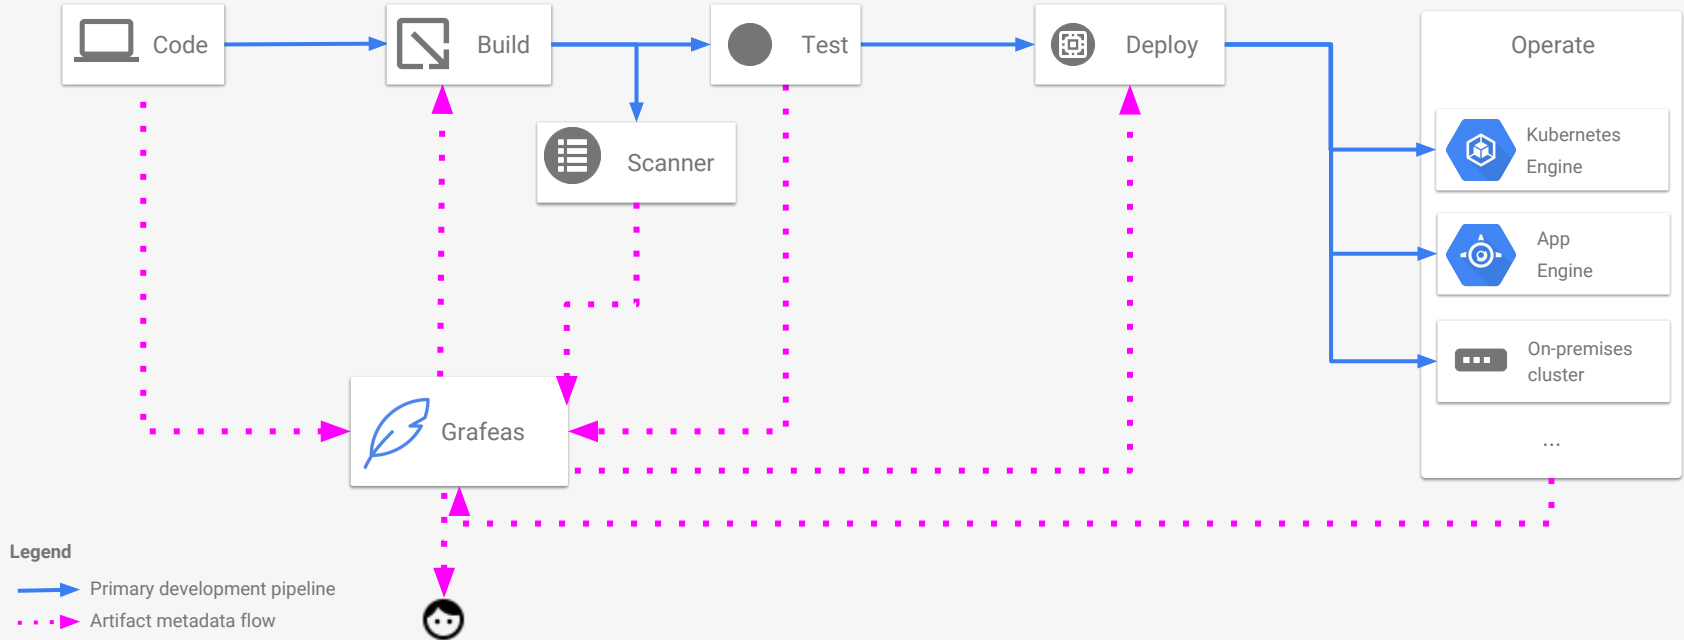 Code
Build
Test
Deploy
Operate
Scanner
Kubernetes
Engine
App
Engine
On-premises
cluster
...
Grafeas
Legend
Primary development pipeline
Artifact metadata flow